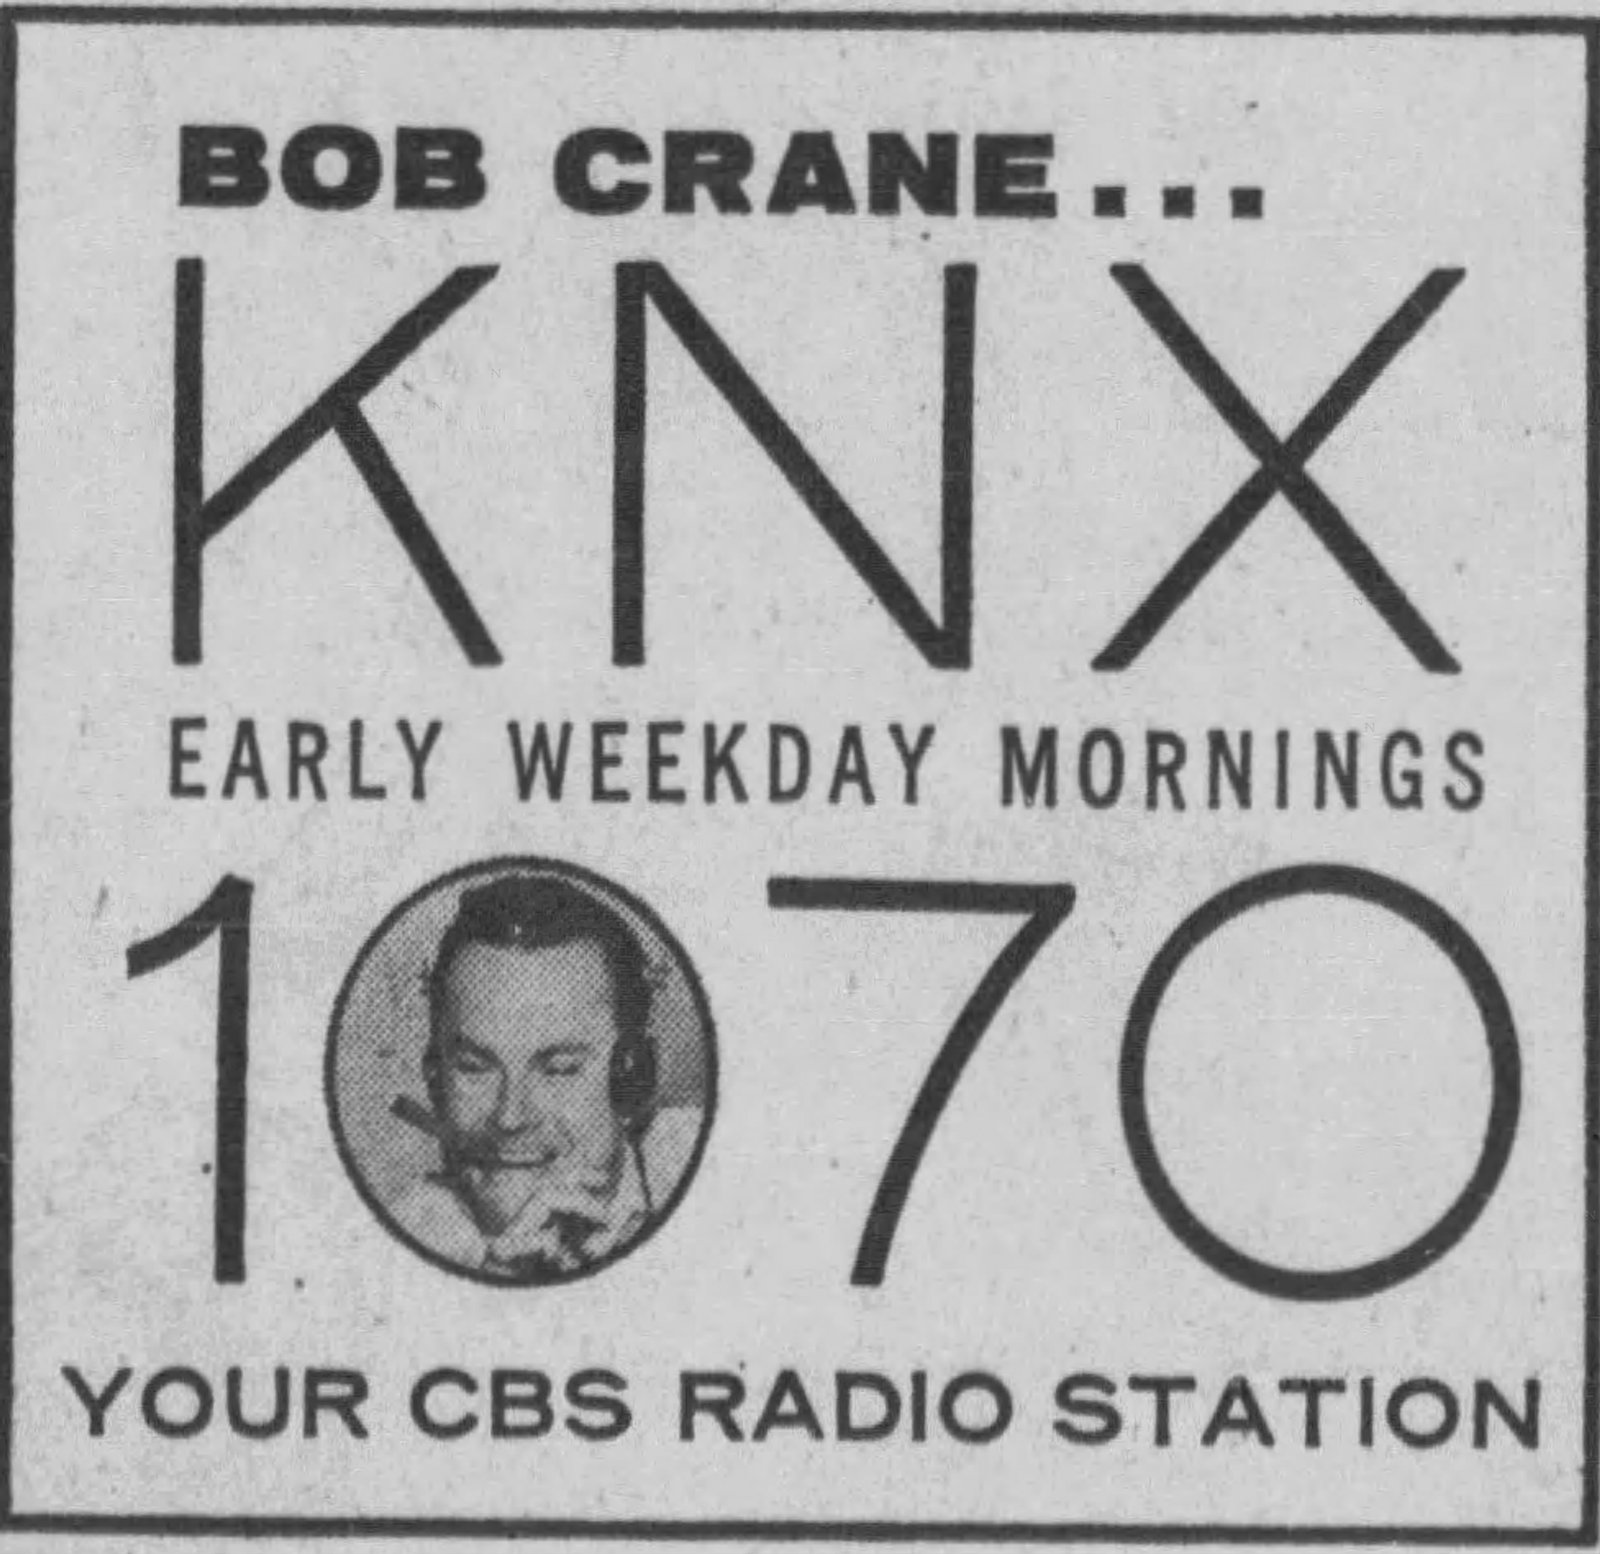 BOB CRANE...
KNX
EARLY WEEKDAY MORNINGS
1070
YOUR CBS RADIO STATION